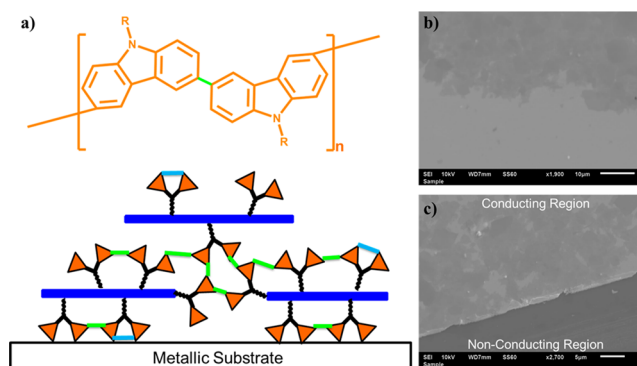 a)
R
N
N
R
n
Metallic Substrate
b)
SEI 10kV WD7mm SS60 x1,900 10μm
Sample
c)
Conducting Region
Non-Conducting Region
SEI 10kV WD7mm SS60 x2,700 5μm
Sample